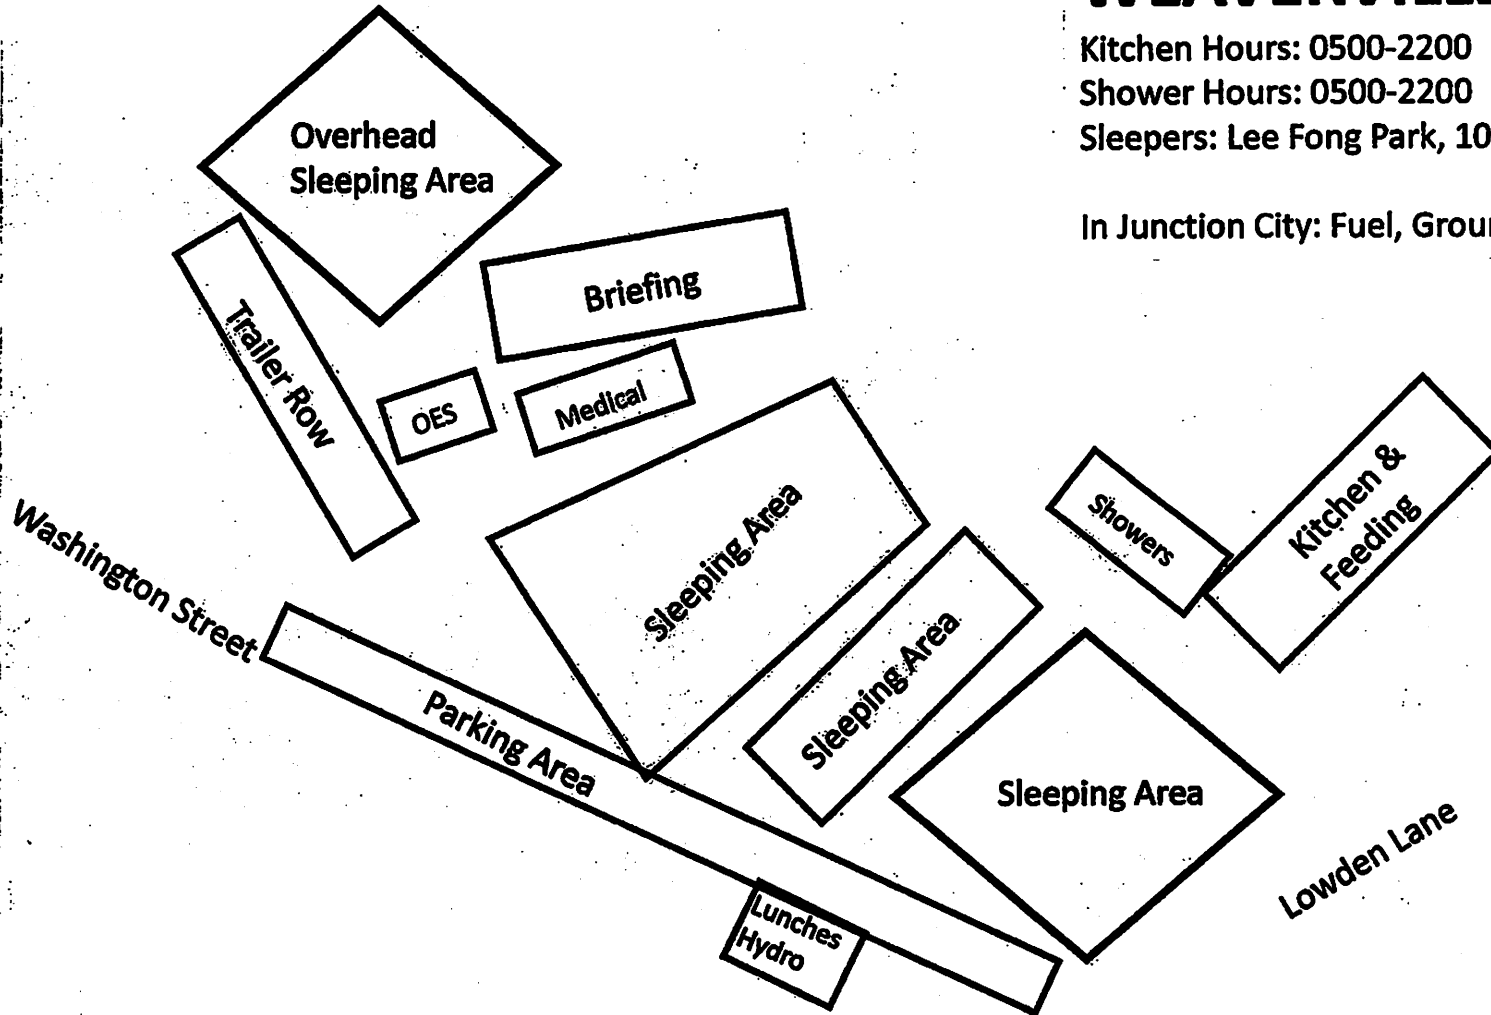 Kitchen Hours: 0500-2200
Shower Hours: 0500-2200
Sleepers: Lee Fong Park, 10
In Junction City: Fuel,
Overhead
Sleeping Area
Briefing
Trailer Row
OES
Medical
Sleeping Area
Showers
Kitchen &
Feeding
Washington Street
Sleeping Area
Parking Area
Sleeping Area
Lowden Lane
Lunches
Hydro